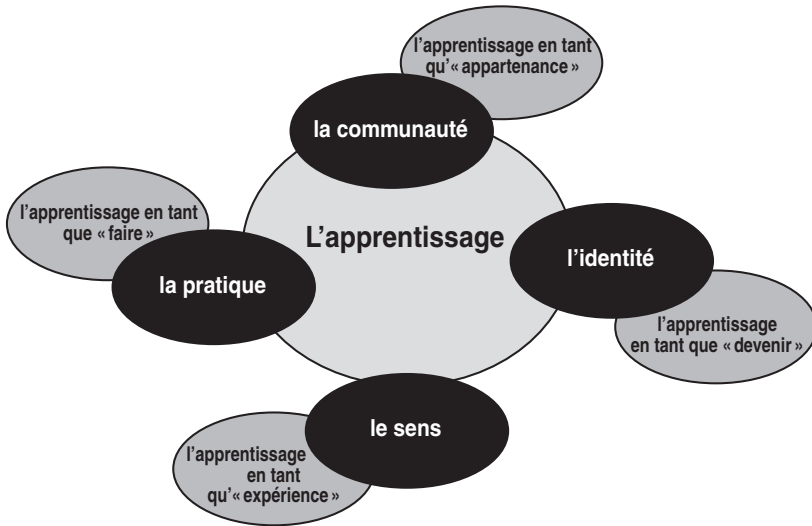 l'apprentissage en tant
qu'« appartenance »
la communauté
l'apprentissage en tant
que « faire »
la pratique
L'apprentissage
l'identité
l'apprentissage
en tant que « devenir »
le sens
l'apprentissage
en tant
qu'« expérience »